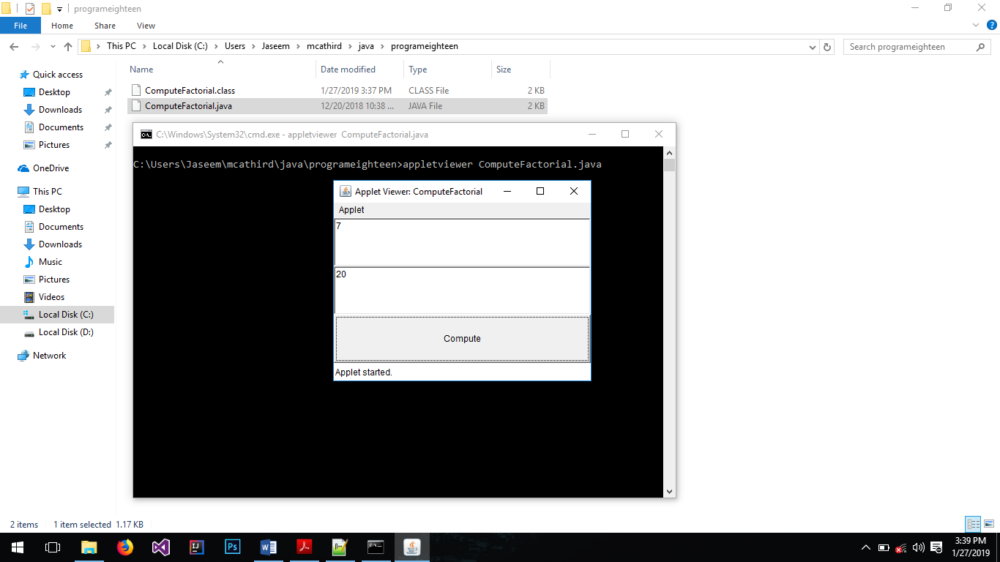 programeighteen
File Home Share View
This PC Local Disk (C:) Users Jaseem mcathird java programeighteen
Search programeighteen
Name Date modified Type Size
ComputeFactorial.class 1/27/2019 3:37 PM CLASS File 2 KB
ComputeFactorial.java 12/20/2018 10:38 ... JAVA File 2 KB
Quick access
Desktop
Downloads
Documents
Pictures
OneDrive
This PC
Desktop
Documents
Downloads
Music
Pictures
Videos
Local Disk (C:)
Local Disk (D:)
Network
C:\Windows\System32\cmd.exe - appletviewer ComputeFactorial.java
C:\Users\Jaseem\mcathird\java\programeighteen>appletviewer ComputeFactorial.java
Applet Viewer: ComputeFactorial
Applet
7
20
Compute
Applet started.
2 items 1 item selected 1.17 KB
3:39 PM
1/27/2019